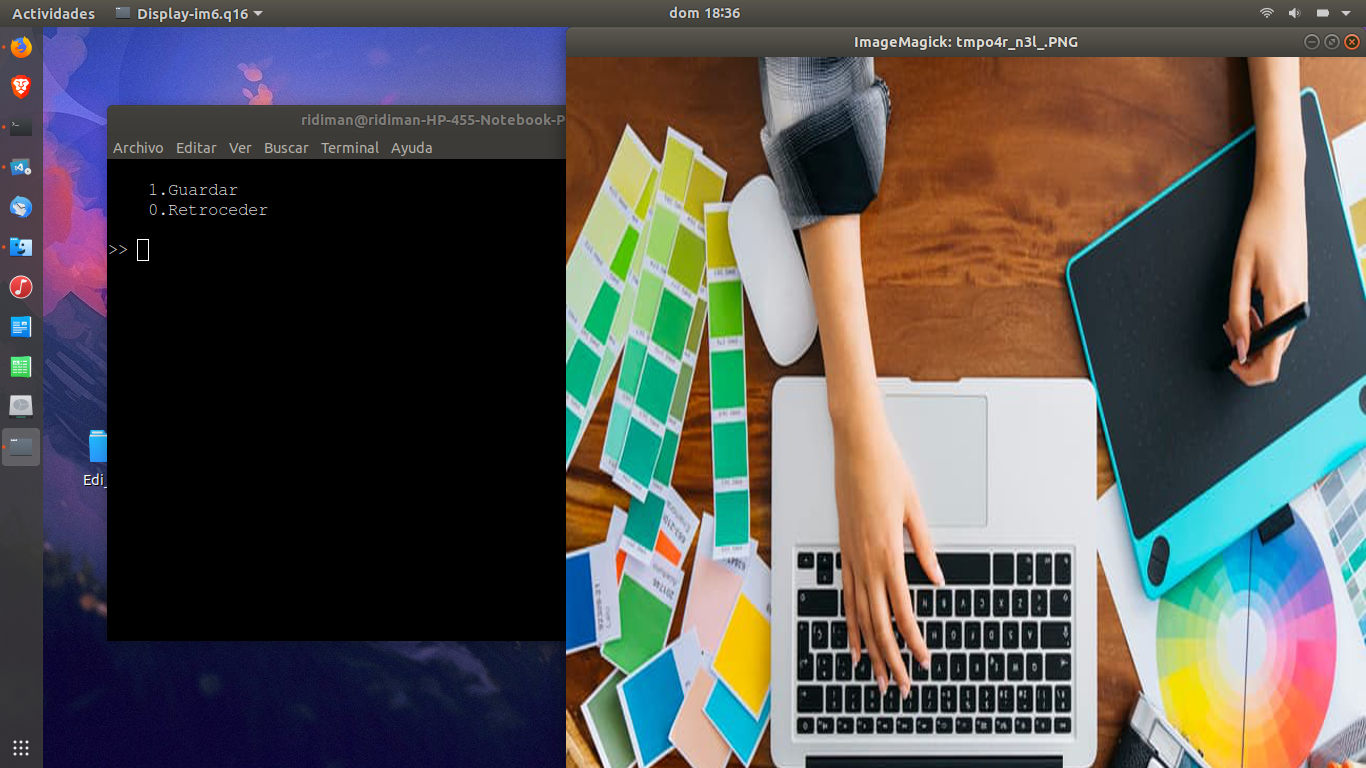 Actividades
Display-im6.q16
dom 18:36
ImageMagick: tmpo4r_n3l_.PNG
ridiman@ridiman-HP-455-Notebook-P
Archivo Editar Ver Buscar Terminal Ayuda
1.Guardar
0.Retroceder
>>
Edi_